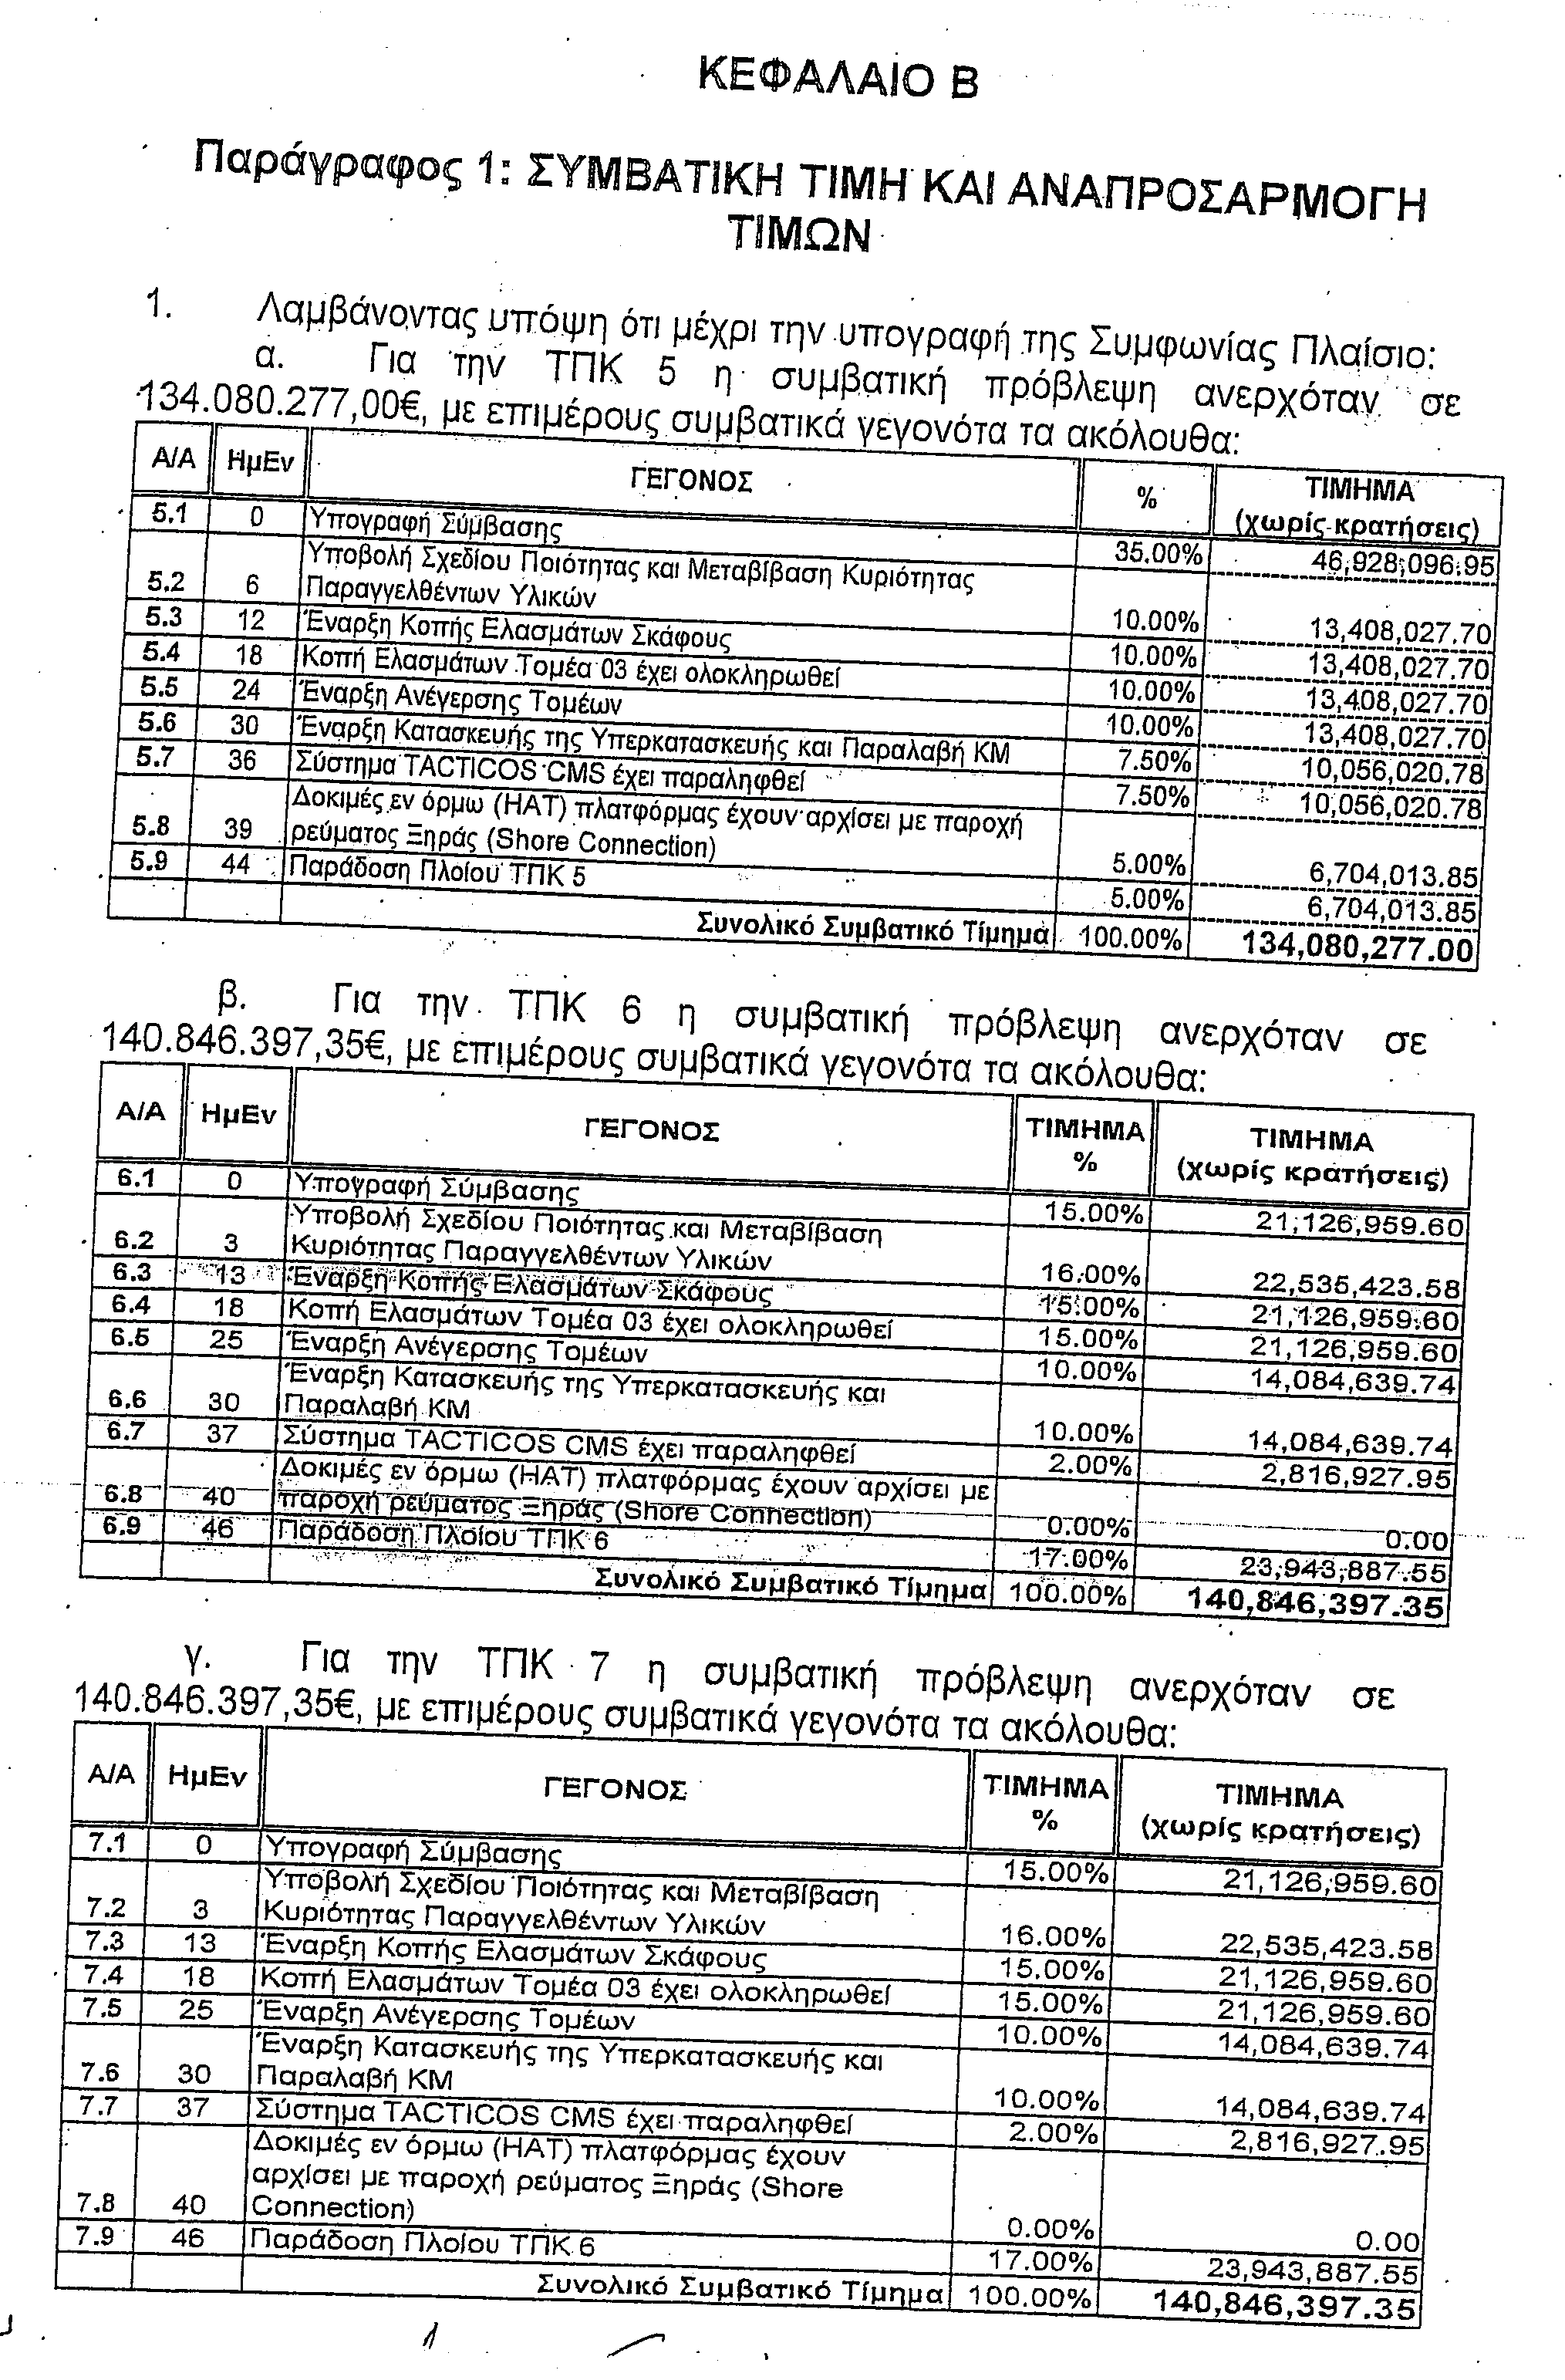 ΚΕΦΑΛΑΙΟ Β
Παράγραφος 1: ΣΥΜΒΑΤΙΚΗ ΤΙΜΗ ΚΑΙ ΑΝΑΠΡΟΣΑΡΜΟΓΗ
ΤΙΜΩΝ
1. Λαμβάνοντας υπόψη ότι μέχρι την υπογραφή της Συμφωνίας Πλαίσιο:
α. Για την ΤΠΚ 5 η συμβατική πρόβλεψη ανερχόταν σε
134.080.277,00€, με επιμέρους συμβατικά γεγονότα τα ακόλουθα:
Α/Α ΗμΕν ΓΕΓΟΝΟΣ % ΤΙΜΗΜΑ
(χωρίς κρατήσεις)
5.1 0 Υπογραφή Σύμβασης 35.00% 46,928,096.95
Υποβολή Σχεδίου Ποιότητας και Μεταβίβαση Κυριότητας
5.2 6 Παραγγελθέντων Υλικών 10.00% 13,408,027.70
5.3 12 Έναρξη Κοπής Ελασμάτων Σκάφους 10.00% 13,408,027.70
5.4 18 Κοπή Ελασμάτων Τομέα 03 έχει ολοκληρωθεί 10.00% 13,408,027.70
5.5 24 Έναρξη Ανέγερσης Τομέων 10.00% 13,408,027.70
5.6 30 Έναρξη Κατασκευής της Υπερκατασκευής και Παραλαβή ΚΜ 7.50% 10,056,020.78
5.7 36 Σύστημα TACTICOS CMS έχει παραληφθεί 7.50% 10,056,020.78
Δοκιμές εν όρμω (HAT) πλατφόρμας έχουν αρχίσει με παροχή
5.8 39 ρεύματος Ξηράς (Shore Connection) 5.00% 6,704,013.85
5.9 44 Παράδοση Πλοίου ΤΠΚ 5 5.00% 6,704,013.85
Συνολικό Συμβατικό Τίμημα 100.00% 134,080,277.00
β. Για την ΤΠΚ 6 η συμβατική πρόβλεψη ανερχόταν σε
140.846.397,35€, με επιμέρους συμβατικά γεγονότα τα ακόλουθα:
Α/Α ΗμΕν ΓΕΓΟΝΟΣ ΤΙΜΗΜΑ % ΤΙΜΗΜΑ
(χωρίς κρατήσεις)
6.1 0 Υπογραφή Σύμβασης 15.00% 21,126,959.60
Υποβολή Σχεδίου Ποιότητας και Μεταβίβαση
6.2 3 Κυριότητας Παραγγελθέντων Υλικών 16.00% 22,535,423.58
6.3 13 Έναρξη Κοπής Ελασμάτων Σκάφους 15.00% 21,126,959.60
6.4 18 Κοπή Ελασμάτων Τομέα 03 έχει ολοκληρωθεί 15.00% 21,126,959.60
6.5 25 Έναρξη Ανέγερσης Τομέων 10.00% 14,084,639.74
Έναρξη Κατασκευής της Υπερκατασκευής και
6.6 30 Παραλαβή ΚΜ 10.00% 14,084,639.74
6.7 37 Σύστημα TACTICOS CMS έχει παραληφθεί 2.00% 2,816,927.95
Δοκιμές εν όρμω (HAT) πλατφόρμας έχουν αρχίσει με
6.8 40 παροχή ρεύματος Ξηράς (Shore Connection) 0.00% 0.00
6.9 46 Παράδοση Πλοίου ΤΠΚ 6 17.00% 23,943,887.55
Συνολικό Συμβατικό Τίμημα 100.00% 140,846,397.35
γ. Για την ΤΠΚ 7 η συμβατική πρόβλεψη ανερχόταν σε
140.846.397,35€, με επιμέρους συμβατικά γεγονότα τα ακόλουθα:
Α/Α ΗμΕν ΓΕΓΟΝΟΣ ΤΙΜΗΜΑ % ΤΙΜΗΜΑ
(χωρίς κρατήσεις)
7.1 0 Υπογραφή Σύμβασης 15.00% 21,126,959.60
Υποβολή Σχεδίου Ποιότητας και Μεταβίβαση
7.2 3 Κυριότητας Παραγγελθέντων Υλικών 16.00% 22,535,423.58
7.3 13 Έναρξη Κοπής Ελασμάτων Σκάφους 15.00% 21,126,959.60
7.4 18 Κοπή Ελασμάτων Τομέα 03 έχει ολοκληρωθεί 15.00% 21,126,959.60
7.5 25 Έναρξη Ανέγερσης Τομέων 10.00% 14,084,639.74
Έναρξη Κατασκευής της Υπερκατασκευής και
7.6 30 Παραλαβή ΚΜ 10.00% 14,084,639.74
7.7 37 Σύστημα TACTICOS CMS έχει παραληφθεί 2.00% 2,816,927.95
Δοκιμές εν όρμω (HAT) πλατφόρμας έχουν
αρχίσει με παροχή ρεύματος Ξηράς (Shore
7.8 40 Connection) 0.00% 0.00
7.9 46 Παράδοση Πλοίου ΤΠΚ 6 17.00% 23,943,887.55
Συνολικό Συμβατικό Τίμημα 100.00% 140,846,397.35